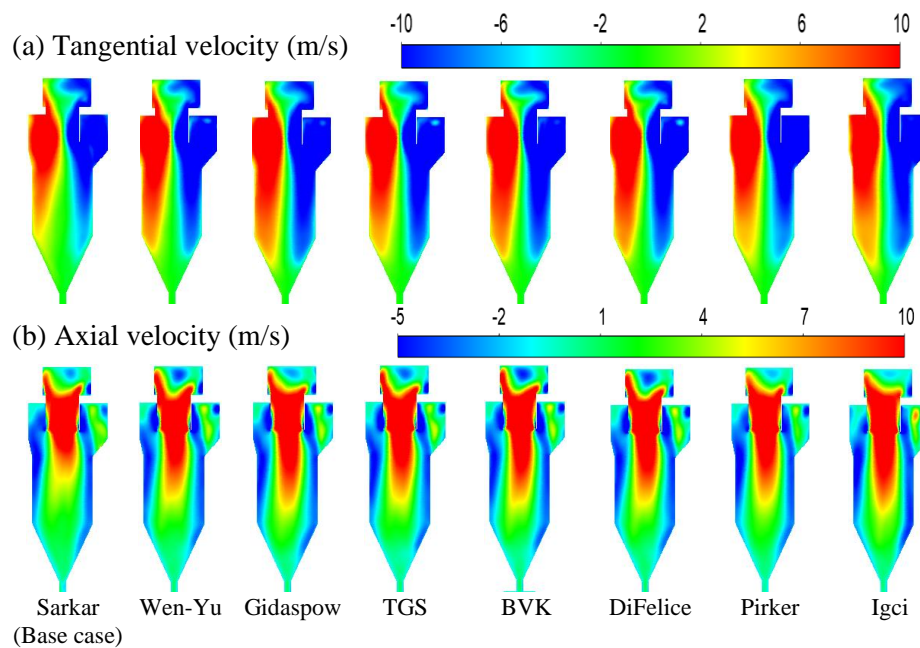 (a) Tangential velocity (m/s)
-10 -6 -2 2 6 10
(b) Axial velocity (m/s)
-5 -2 1 4 7 10
Sarkar Wen-Yu Gidaspow TGS BVK DiFelice Pirker Igci
(Base case)